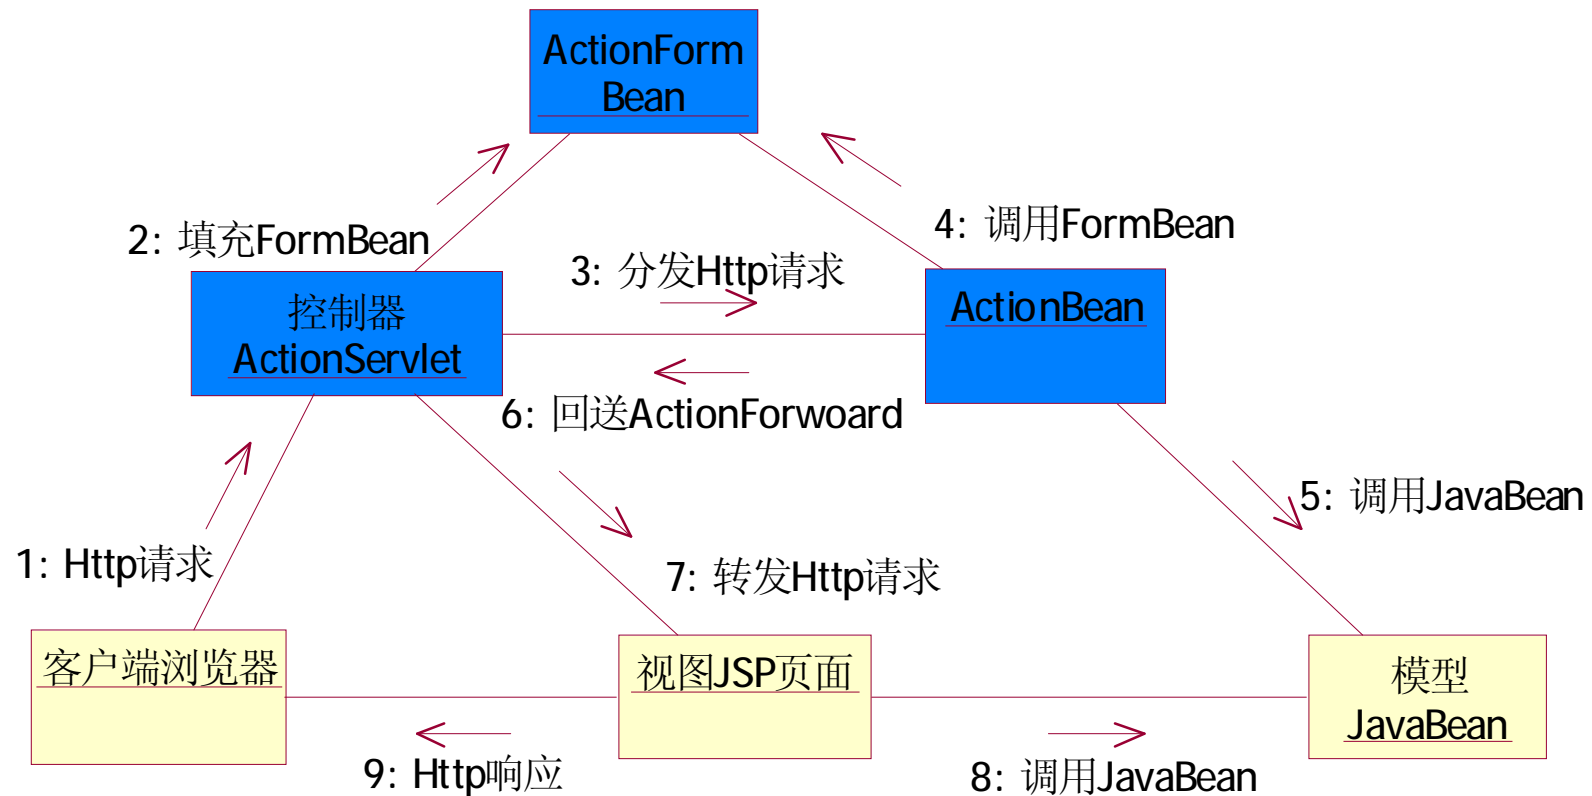 ActionForm
Bean
2: 填充FormBean
4: 调用FormBean
3: 分发Http请求
控制器
ActionServlet
ActionBean
6: 回送ActionForwoard
5: 调用JavaBean
1: Http请求
7: 转发Http请求
客户端浏览器
视图JSP页面
模型
JavaBean
9: Http响应
8: 调用JavaBean